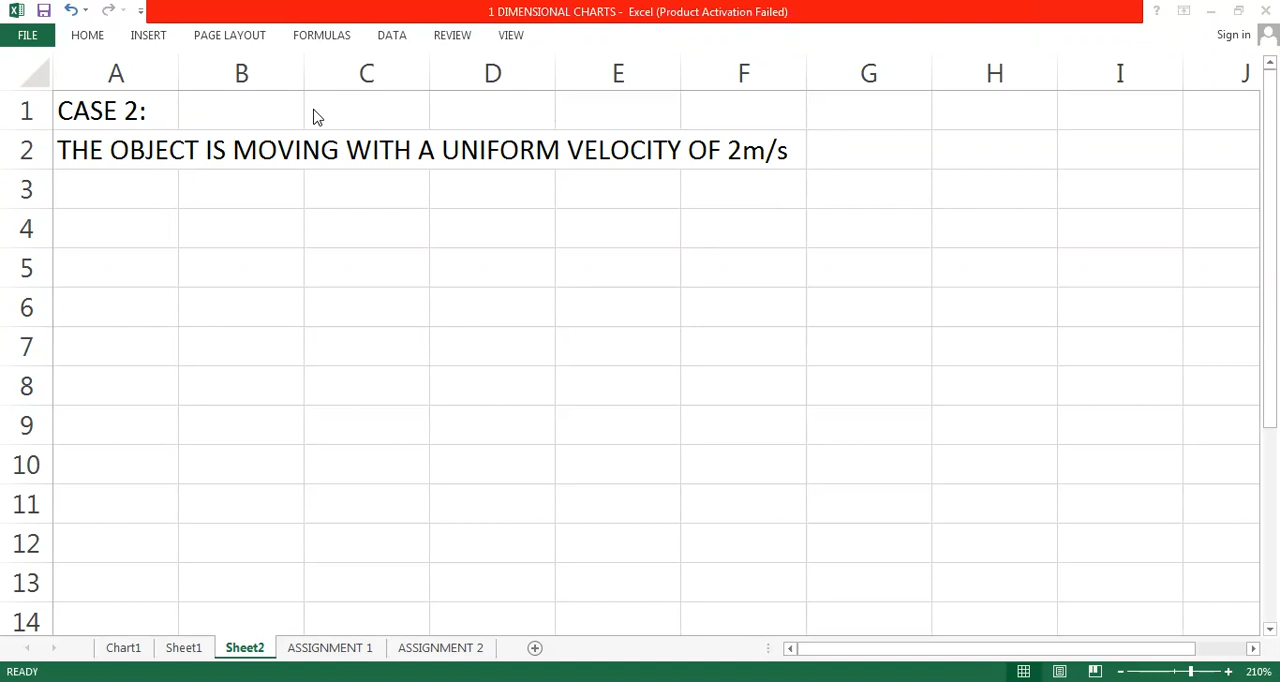 1 DIMENSIONAL CHARTS - Excel (Product Activation Failed)
?
FILE HOME INSERT PAGE LAYOUT FORMULAS DATA REVIEW VIEW Sign in
A B C D E F G H I J
1 CASE 2:
2 THE OBJECT IS MOVING WITH A UNIFORM VELOCITY OF 2m/s
3
4
5
6
7
8
9
10
11
12
13
14
Chart1 Sheet1 Sheet2 ASSIGNMENT 1 ASSIGNMENT 2
READY 210%